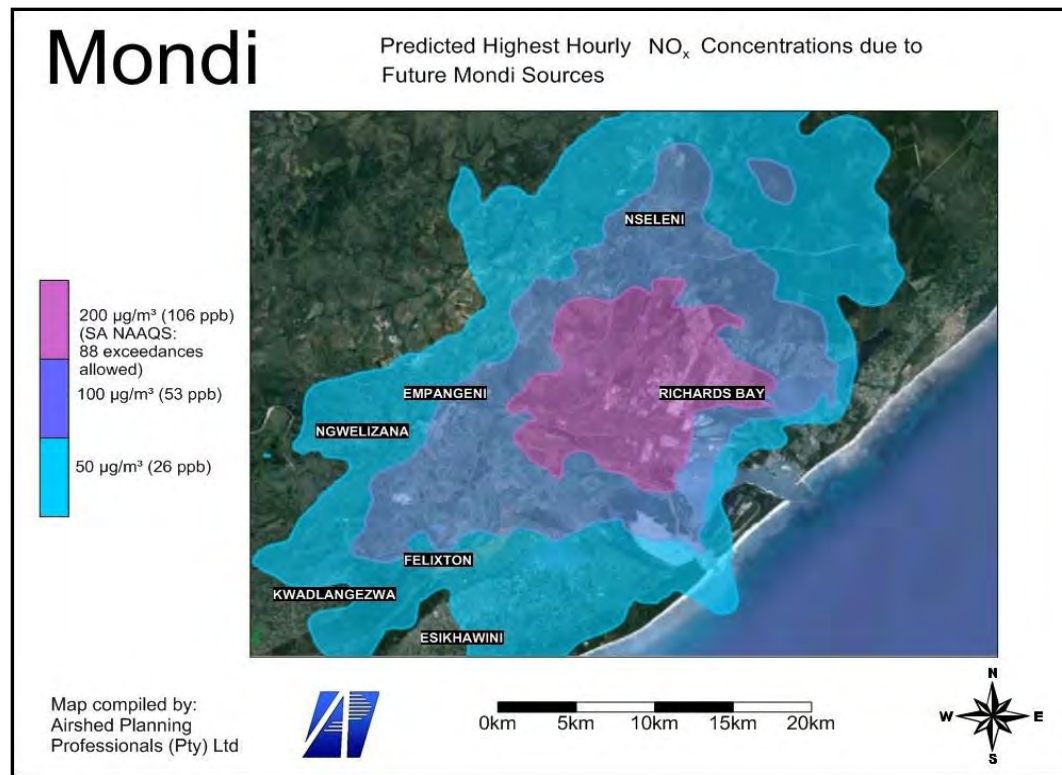 Mondi
Predicted Highest Hourly NOx Concentrations due to
Future Mondi Sources
200 µg/m³ (106 ppb)
(SA NAAQS:
88 exceedances
allowed)
100 µg/m³ (53 ppb)
50 µg/m³ (26 ppb)
NSELENI
EMPANGENI
RICHARDS BAY
NGWELIZANA
FELIXTON
KWADLANGEZWA
ESIKHAWINI
Map compiled by:
Airshed Planning
Professionals (Pty) Ltd
0km 5km 10km 15km 20km
N
W E
S